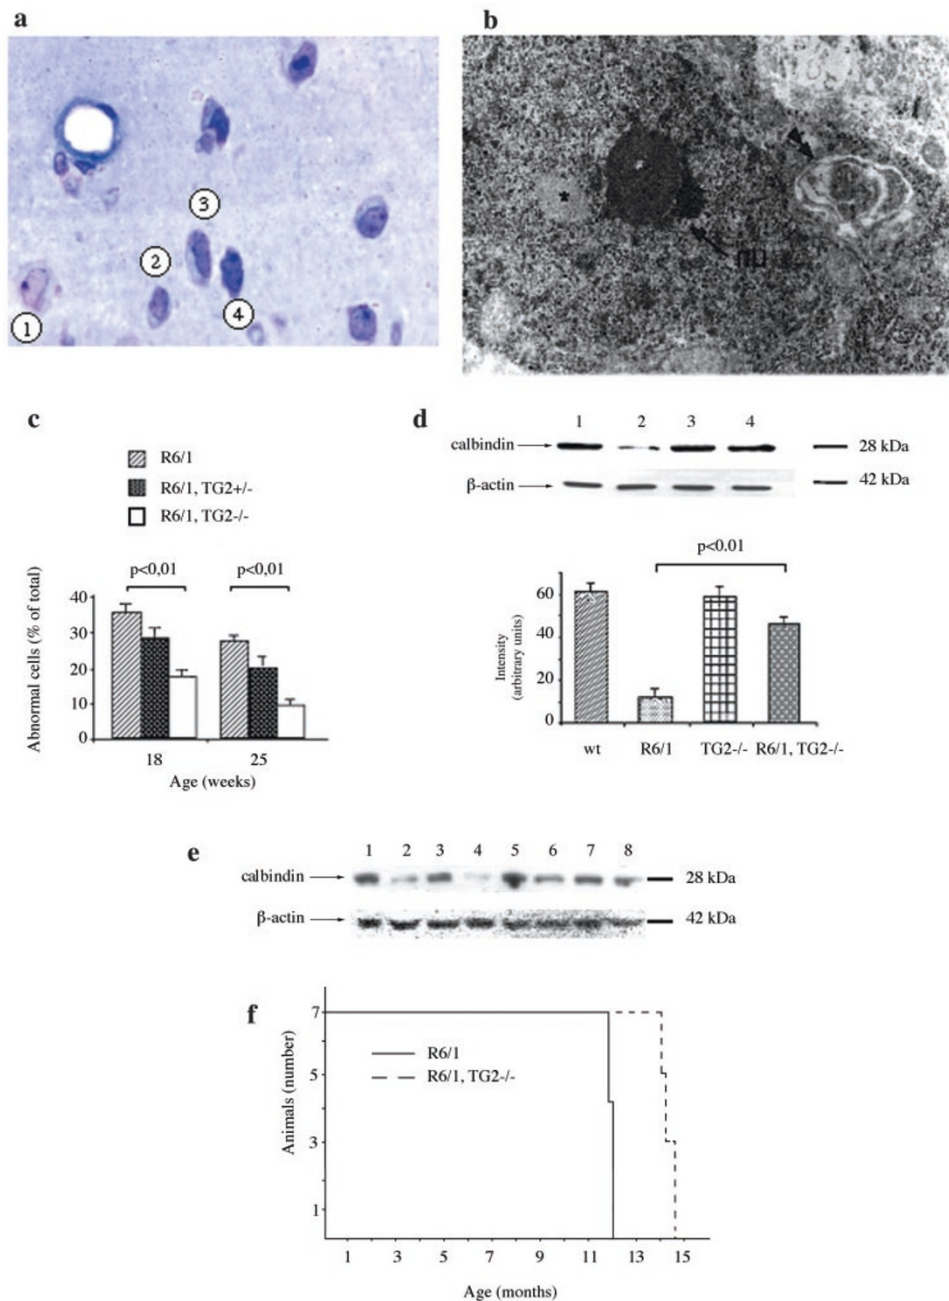 a
b
3
2
4
1
*
*
nu
c
R6/1
R6/1, TG2+/-
R6/1, TG2-/-
p<0,01
p<0,01
Abnormal cells (% of total)
40
30
20
10
0
18
25
Age (weeks)
d
1 2 3 4
calbindin
28 kDa
β-actin
42 kDa
p<0.01
Intensity
(arbitrary units)
60
40
20
0
wt R6/1 TG2-/- R6/1, TG2-/-
e
1 2 3 4 5 6 7 8
calbindin
28 kDa
β-actin
42 kDa
f
Animals (number)
7
5
3
1
R6/1
R6/1, TG2-/-
1 3 5 7 9 11 13 15
Age (months)